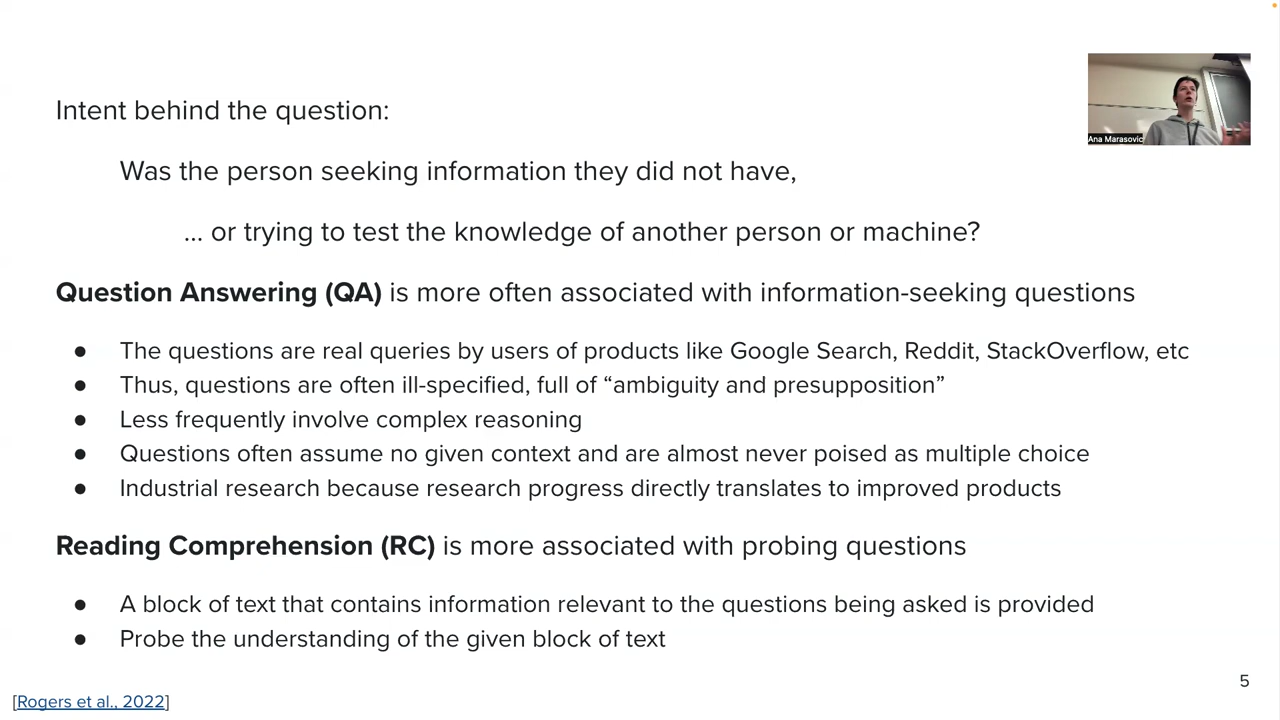 Ana Marasovic
Intent behind the question:
Was the person seeking information they did not have,
... or trying to test the knowledge of another person or machine?
Question Answering (QA) is more often associated with information-seeking questions
● The questions are real queries by users of products like Google Search, Reddit, StackOverflow, etc
● Thus, questions are often ill-specified, full of “ambiguity and presupposition”
● Less frequently involve complex reasoning
● Questions often assume no given context and are almost never poised as multiple choice
● Industrial research because research progress directly translates to improved products
Reading Comprehension (RC) is more associated with probing questions
● A block of text that contains information relevant to the questions being asked is provided
● Probe the understanding of the given block of text
5
[Rogers et al., 2022]